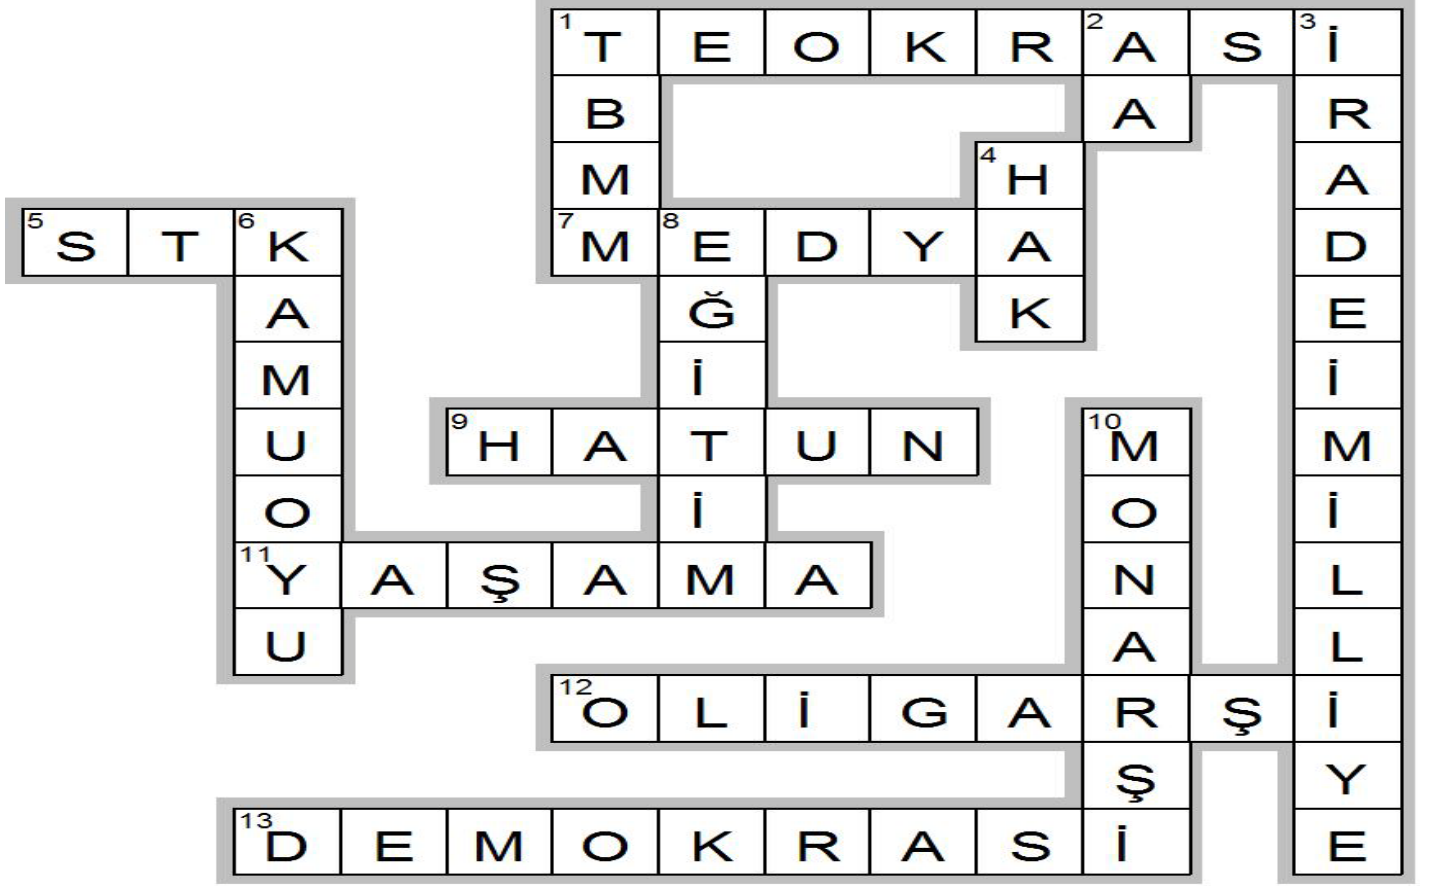 1 T E O K R 2 A S 3 İ
B A R
M 4 H A
5 S T 6 K 7 M 8 E D Y A D
A Ğ K E
M İ İ
U 9 H A T U N 10 M M
O İ O İ
11 Y A Ş A M A N L
U A L
12 O L İ G A R Ş İ
Ş Y
13 D E M O K R A S İ E